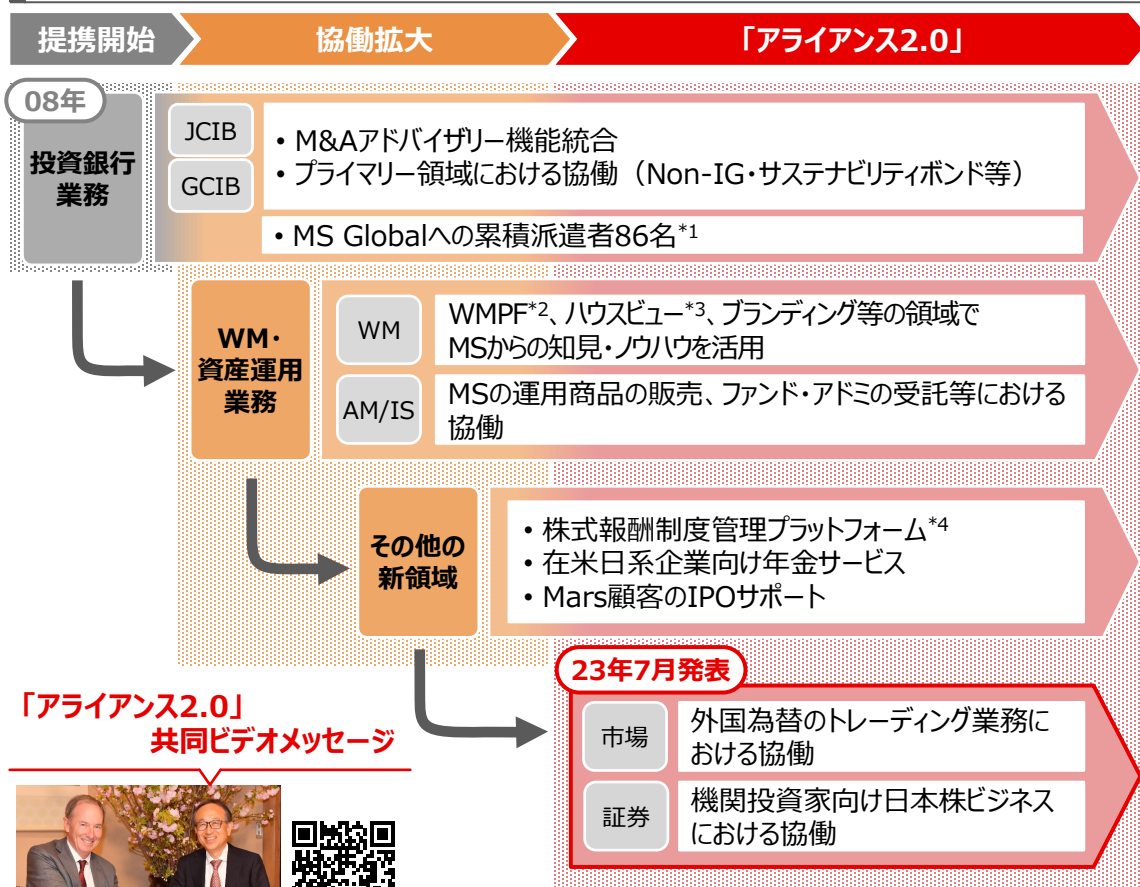 提携開始
協働拡大
「アライアンス2.0」
08年
投資銀行
業務
JCIB
GCIB
• M&Aアドバイザリー機能統合
• プライマリー領域における協働（Non-IG・サステナビリティボンド等）
• MS Globalへの累積派遣者86名*1
WM・
資産運用
業務
WM
WMPF*2、ハウスビュー*3、ブランディング等の領域で
MSからの知見・ノウハウを活用
AM/IS
MSの運用商品の販売、ファンド・アドミの受託等における
協働
その他の
新領域
• 株式報酬制度管理プラットフォーム*4
• 在米日系企業向け年金サービス
• Mars顧客のIPOサポート
23年7月発表
市場
外国為替のトレーディング業務に
おける協働
証券
機関投資家向け日本株ビジネス
における協働
「アライアンス2.0」
共同ビデオメッセージ